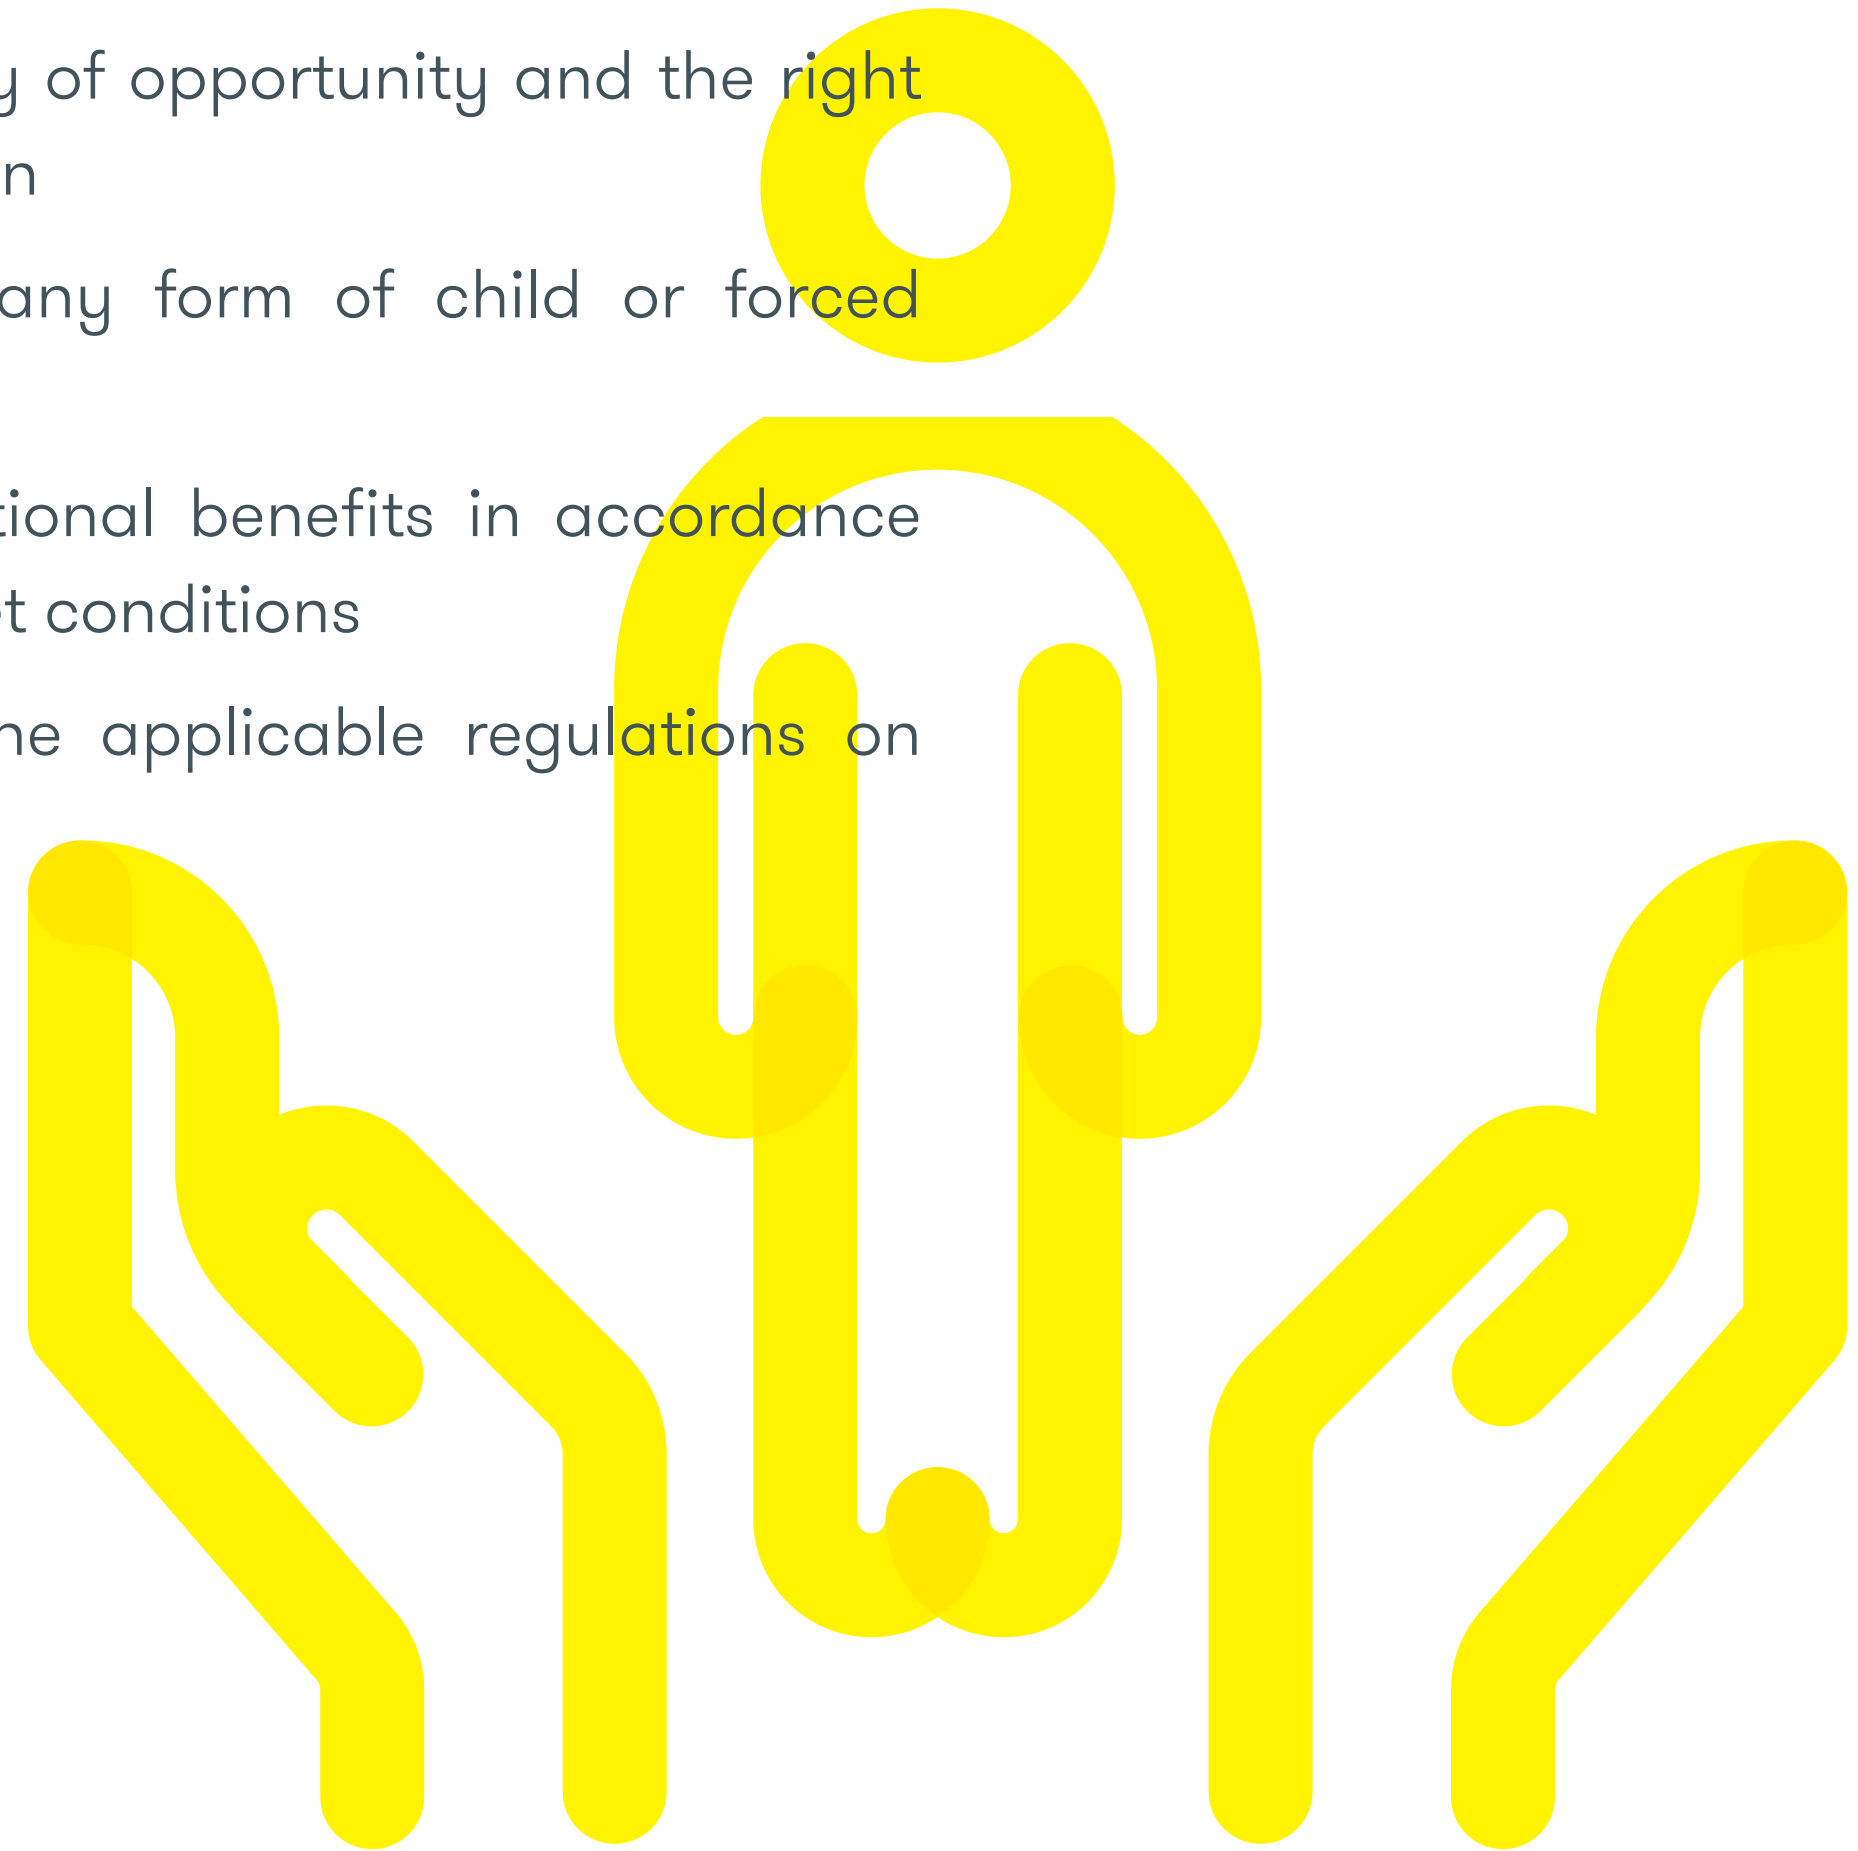 y of opportunity and the right
n
any form of child or forced
tional benefits in accordance
t conditions
ne applicable regulations on